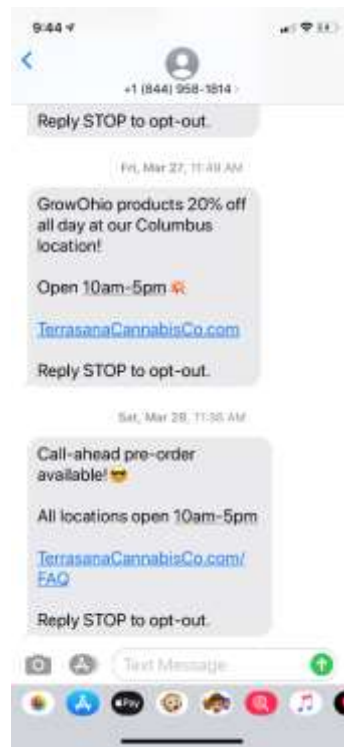 9:44
+1 (844) 958-1814 >
Reply STOP to opt-out.
Fri, Mar 27, 11:49 AM
GrowOhio products 20% off
all day at our Columbus
location!
Open 10am-5pm 💥
TerrasanaCannabisCo.com
Reply STOP to opt-out.
Sat, Mar 28, 11:36 AM
Call-ahead pre-order
available!😎
All locations open 10am-5pm
TerrasanaCannabisCo.com/
FAQ
Reply STOP to opt-out.
Text Message
Pay